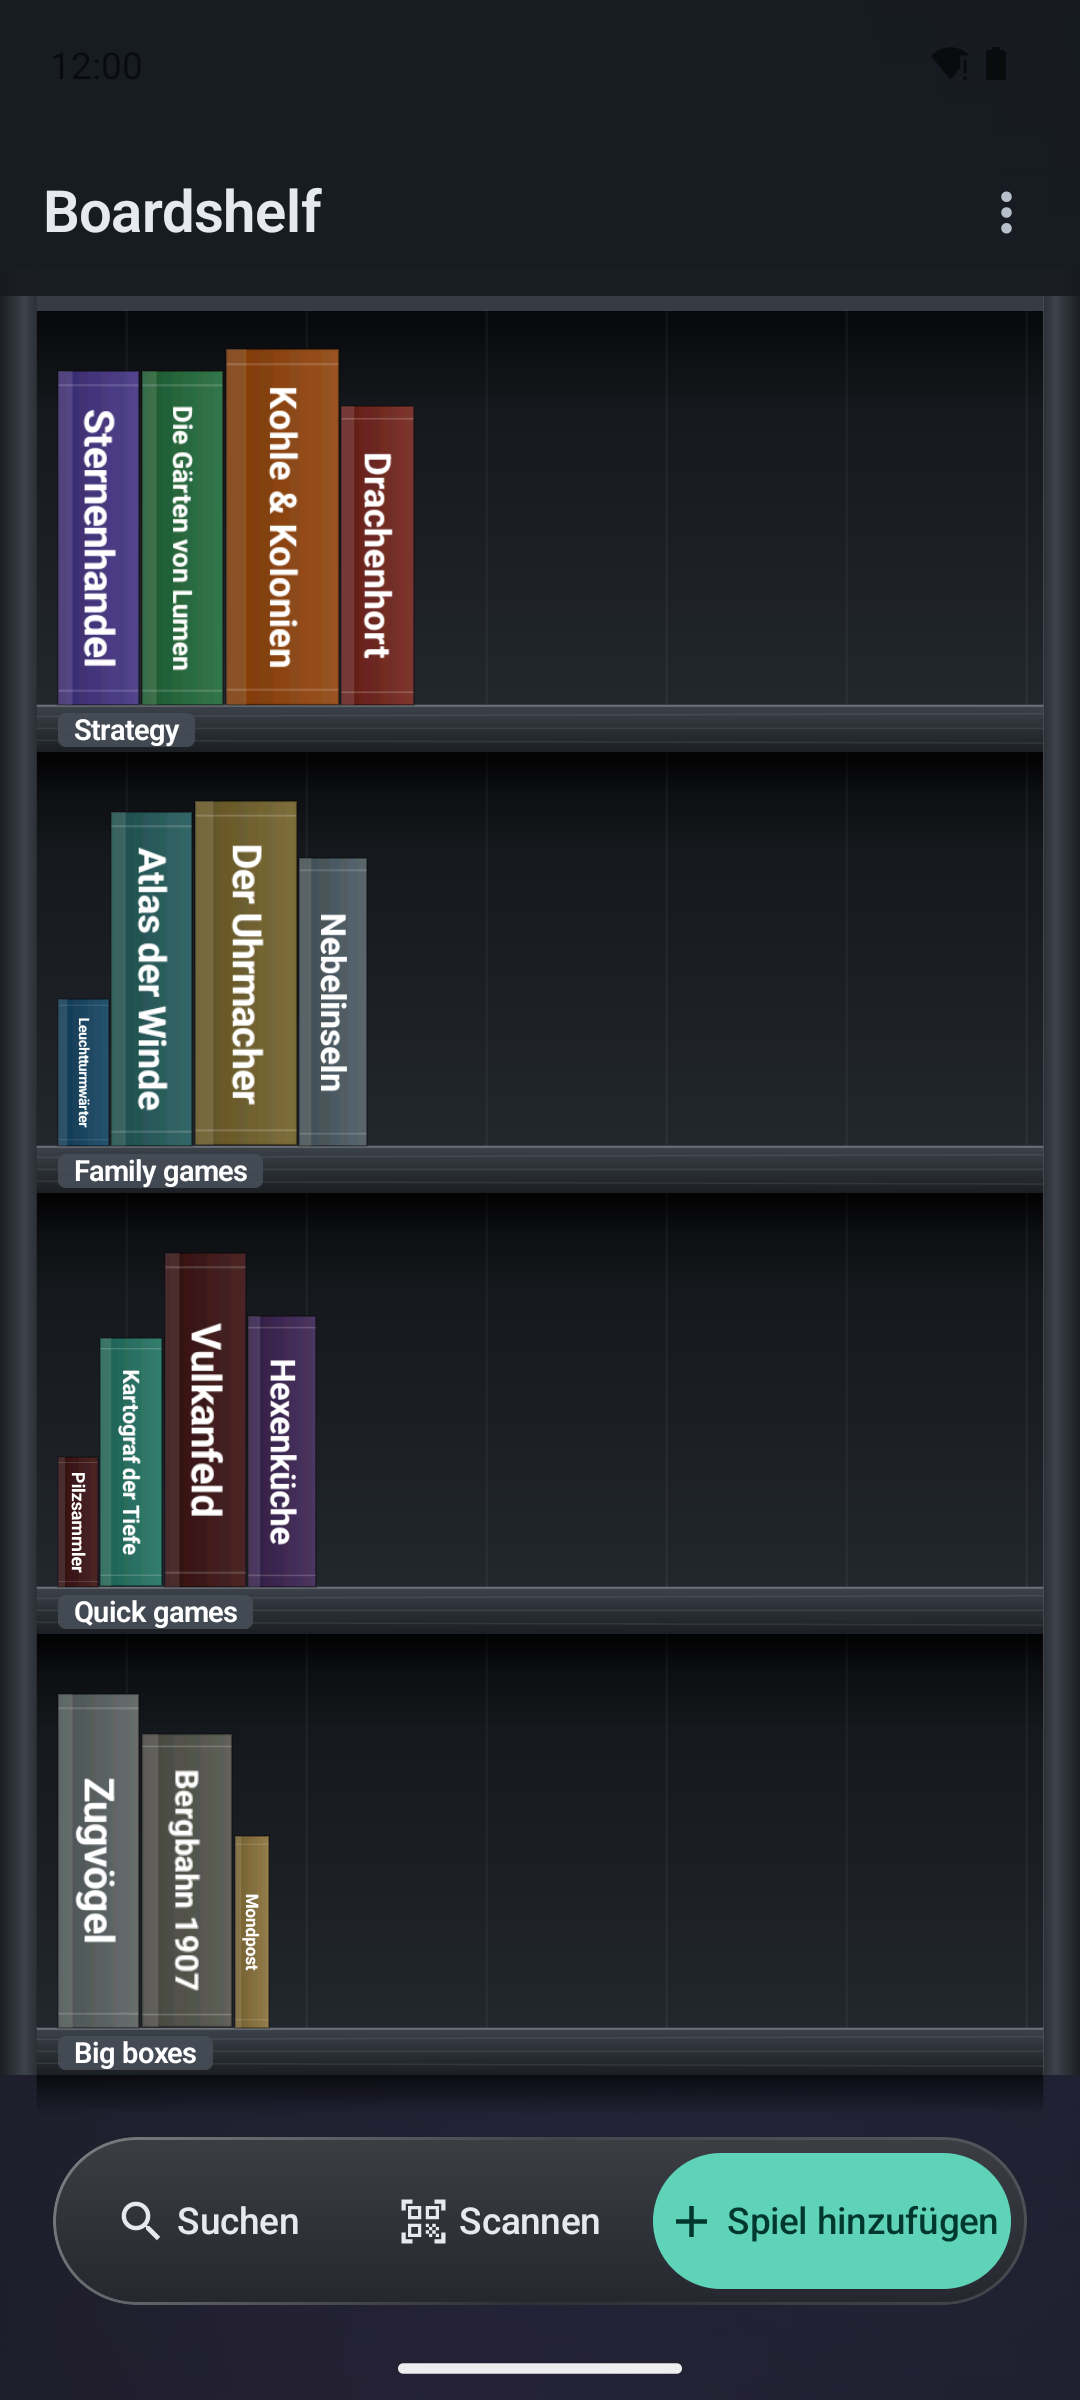 12:00
Boardshelf
Sternenhandel
Die Gärten von Lumen
Kohle & Kolonien
Drachenhort
Strategy
Leuchtturmwärter
Atlas der Winde
Der Uhrmacher
Nebelinseln
Family games
Pilzsammler
Kartograf der Tiefe
Vulkanfeld
Hexenküche
Quick games
Zugvögel
Bergbahn 1907
Mondpost
Big boxes
Suchen
Scannen
Spiel hinzufügen